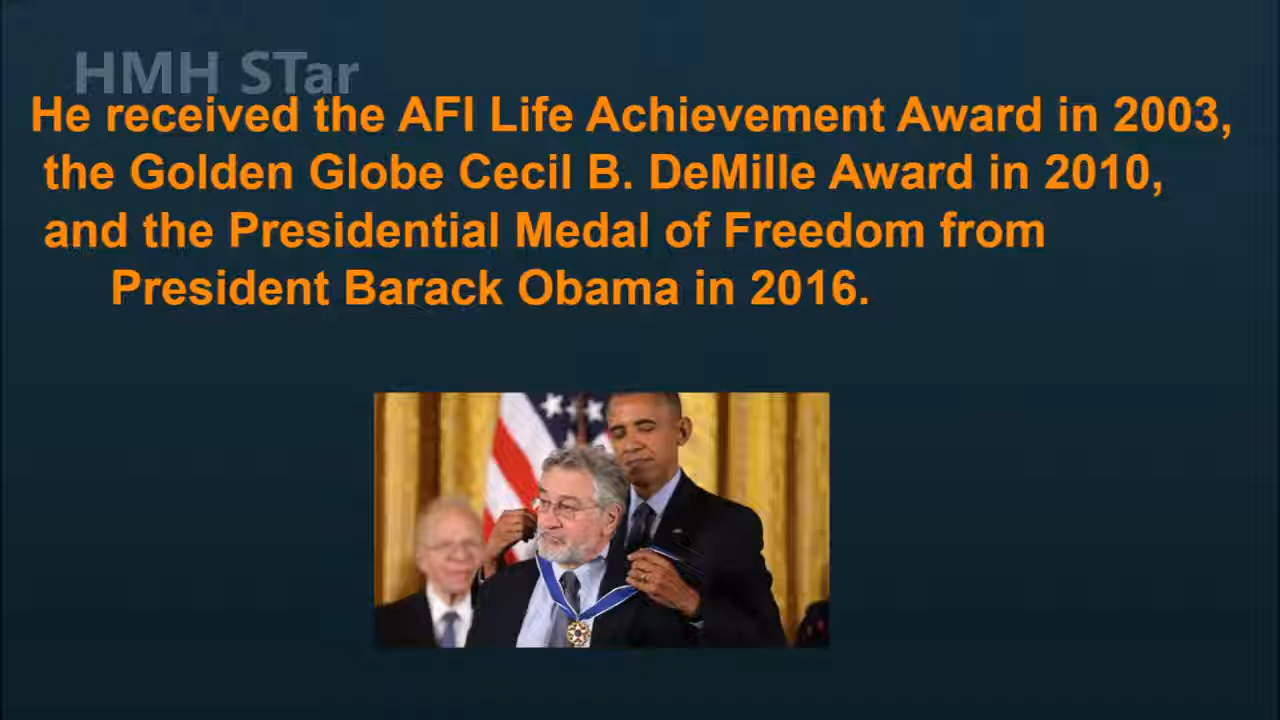 HMH STar
He received the AFI Life Achievement Award in 2003,
the Golden Globe Cecil B. DeMille Award in 2010,
and the Presidential Medal of Freedom from
President Barack Obama in 2016.